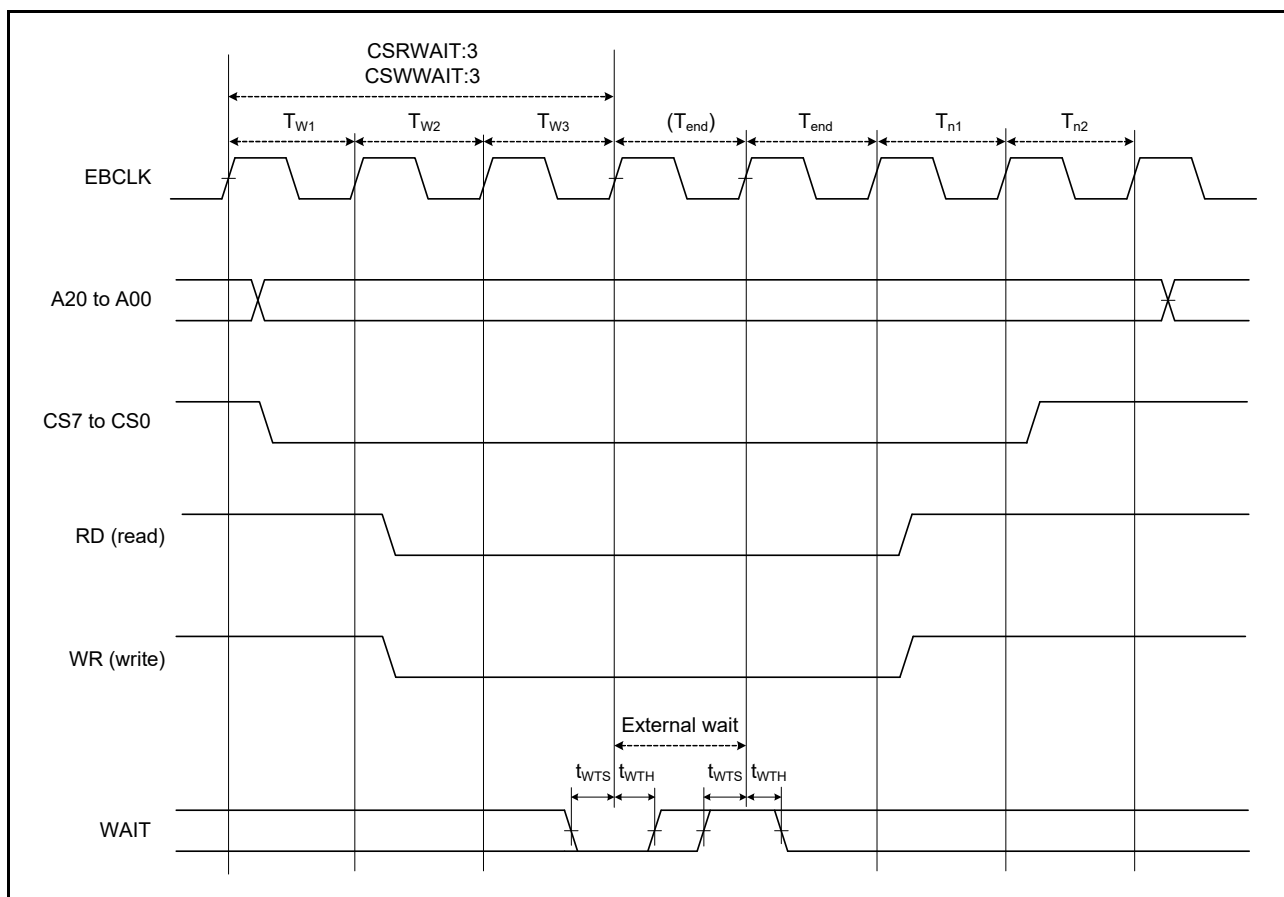 CSRWAIT:3
CSWWAIT:3
TW1 TW2 TW3 (Tend) Tend Tn1 Tn2
EBCLK
A20 to A00
CS7 to CS0
RD (read)
WR (write)
External wait
tWTS tWTH tWTS tWTH
WAIT